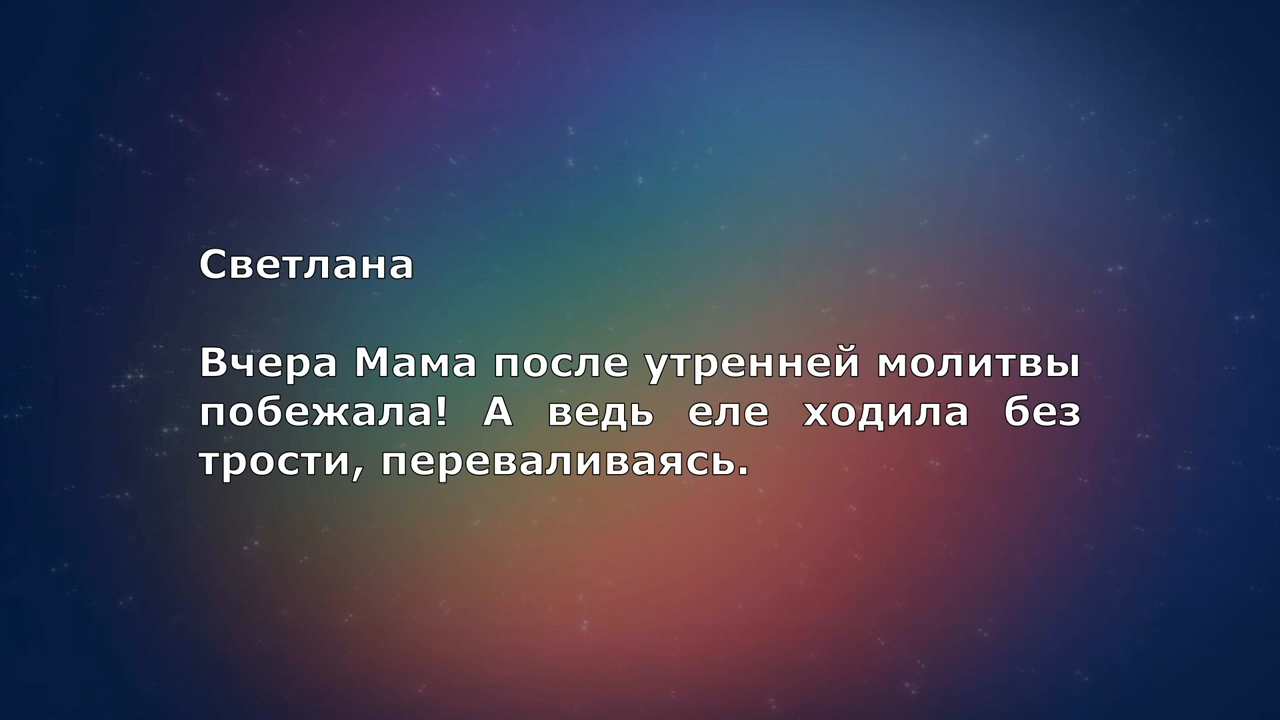 Светлана
Вчера Мама после утренней молитвы
побежала! А ведь еле ходила без
трости, переваливаясь.